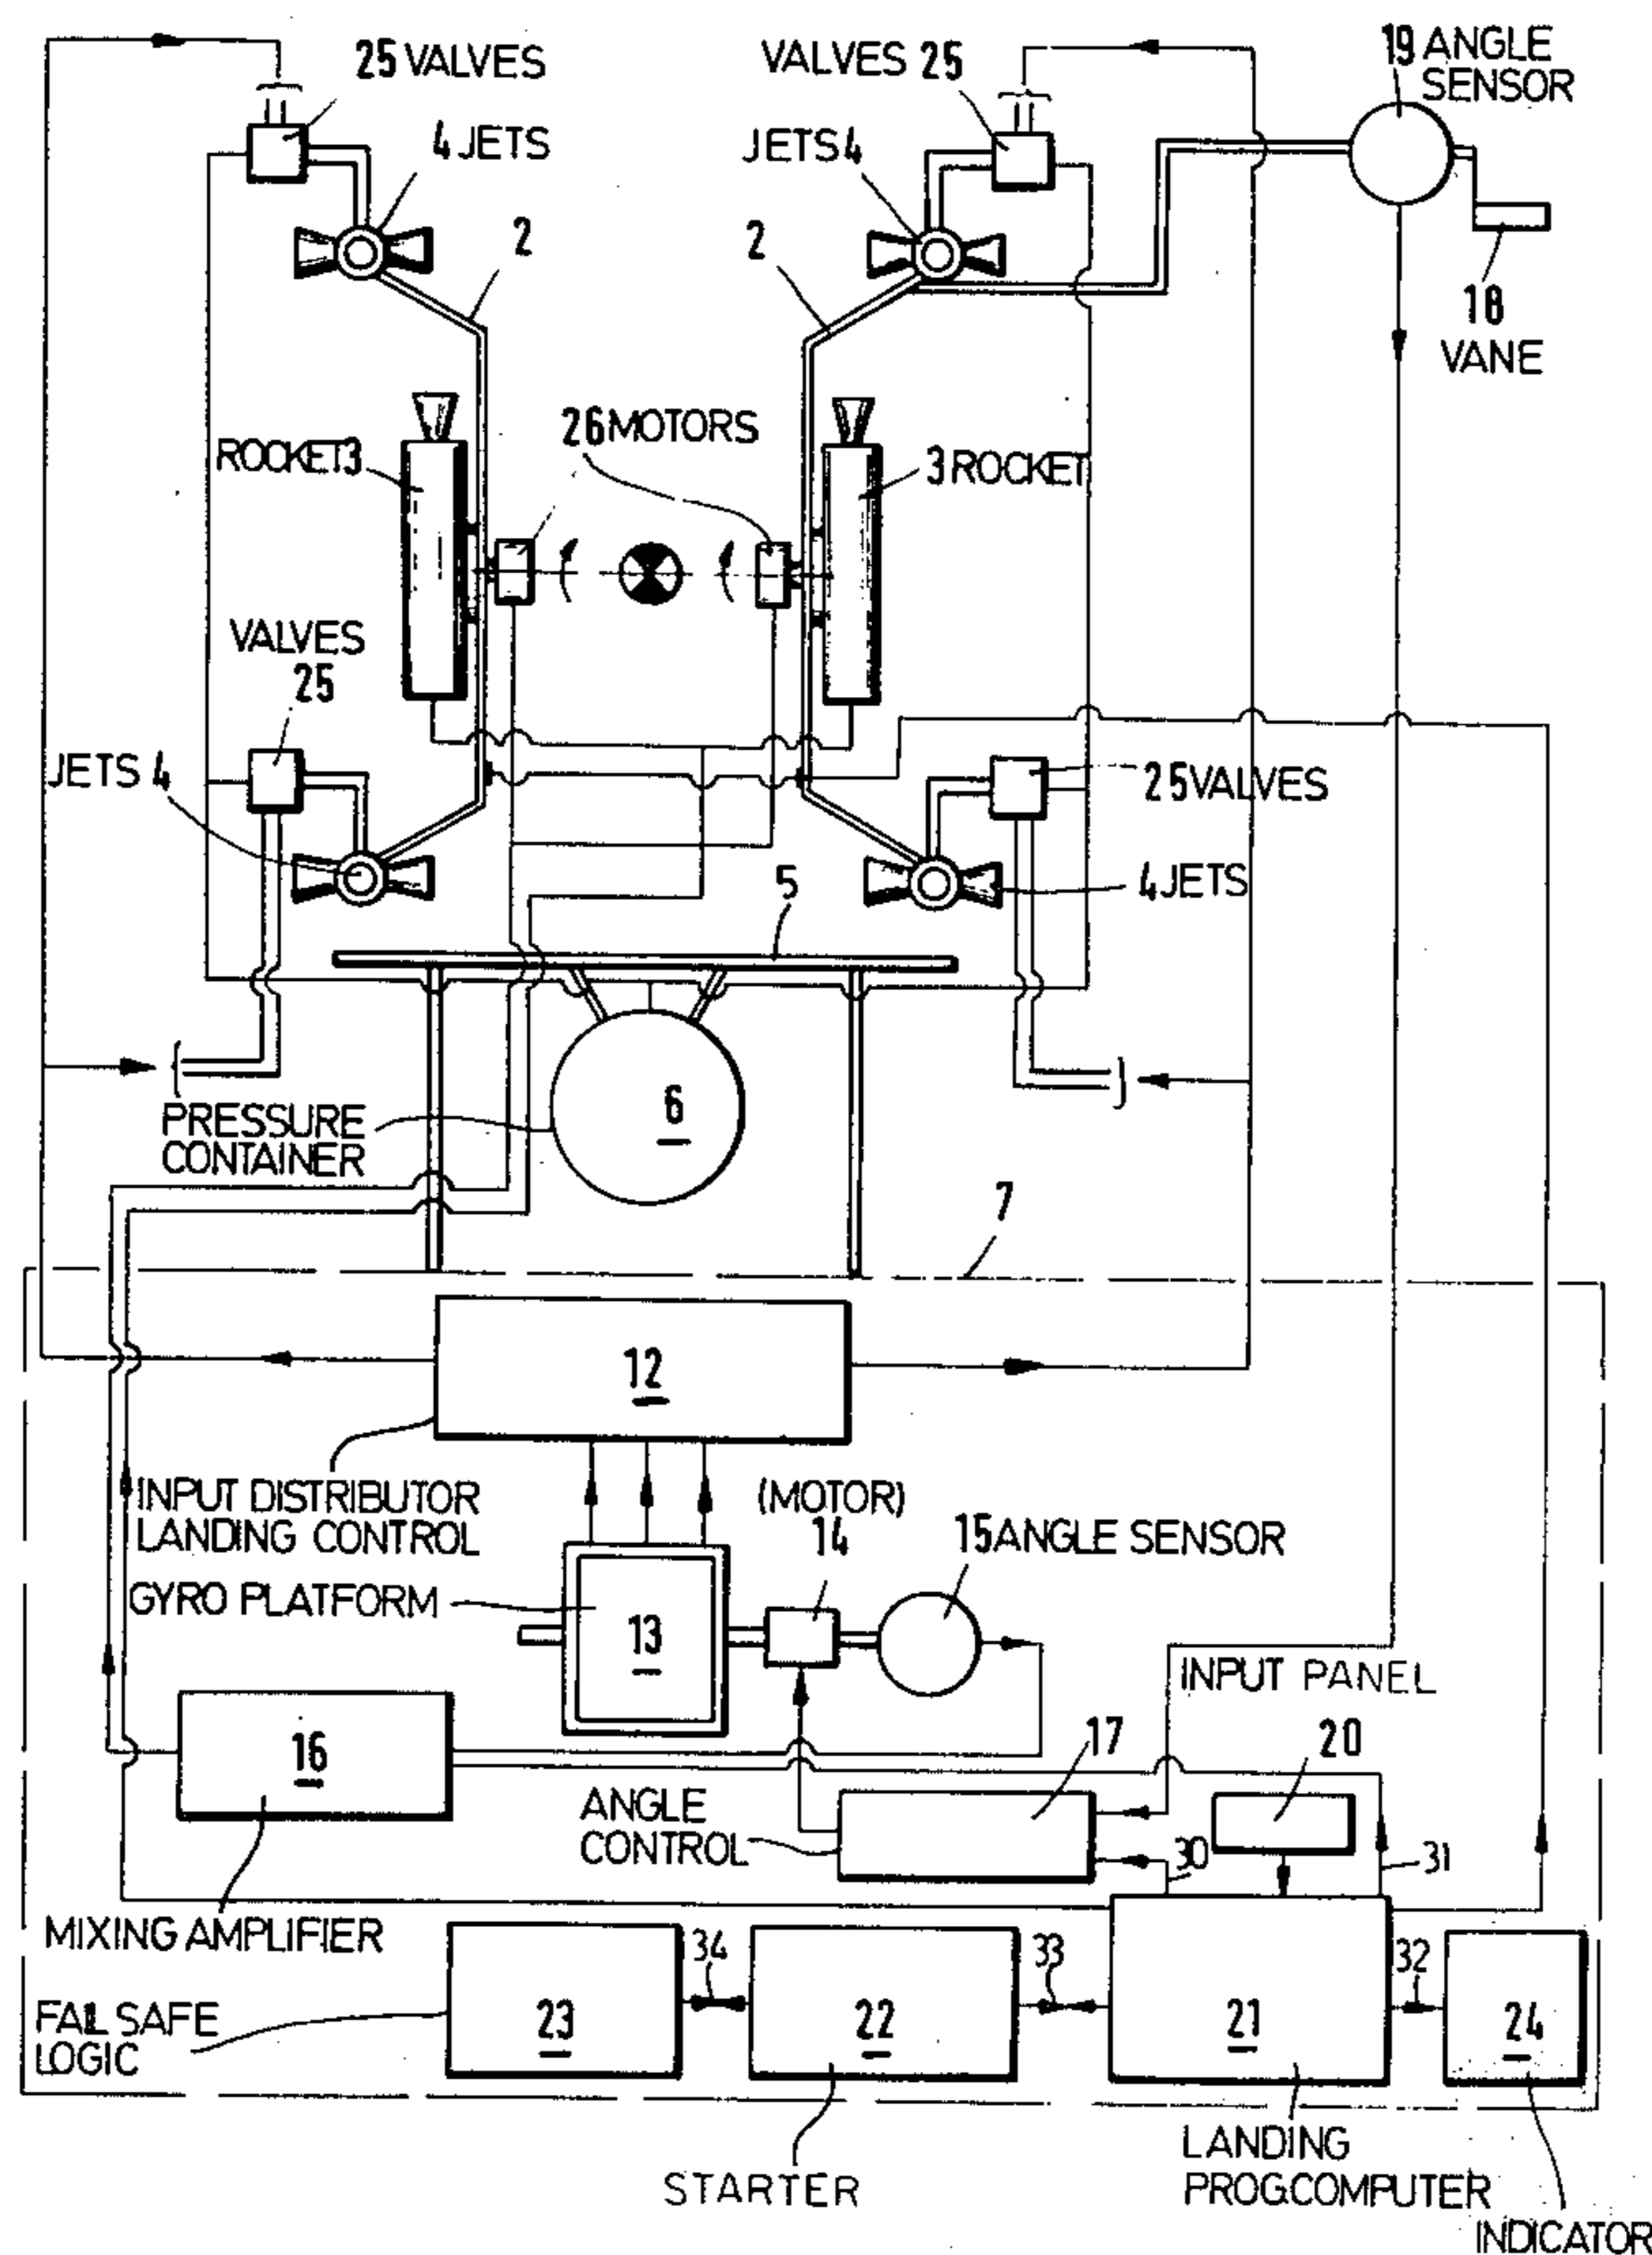 25 VALVES
VALVES 25
19 ANGLE
SENSOR
4 JETS
JETS 4
2
2
18
VANE
26 MOTORS
ROCKET 3
3 ROCKET
VALVES
25
JETS 4
25 VALVES
4 JETS
5
6
PRESSURE
CONTAINER
7
12
INPUT DISTRIBUTOR
LANDING CONTROL
(MOTOR)
14
15 ANGLE SENSOR
GYRO PLATFORM
13
INPUT PANEL
16
17
20
ANGLE
CONTROL
30
31
MIXING AMPLIFIER
34
33
32
FAIL SAFE
LOGIC
23
22
21
24
STARTER
LANDING
PROG.COMPUTER
INDICATOR